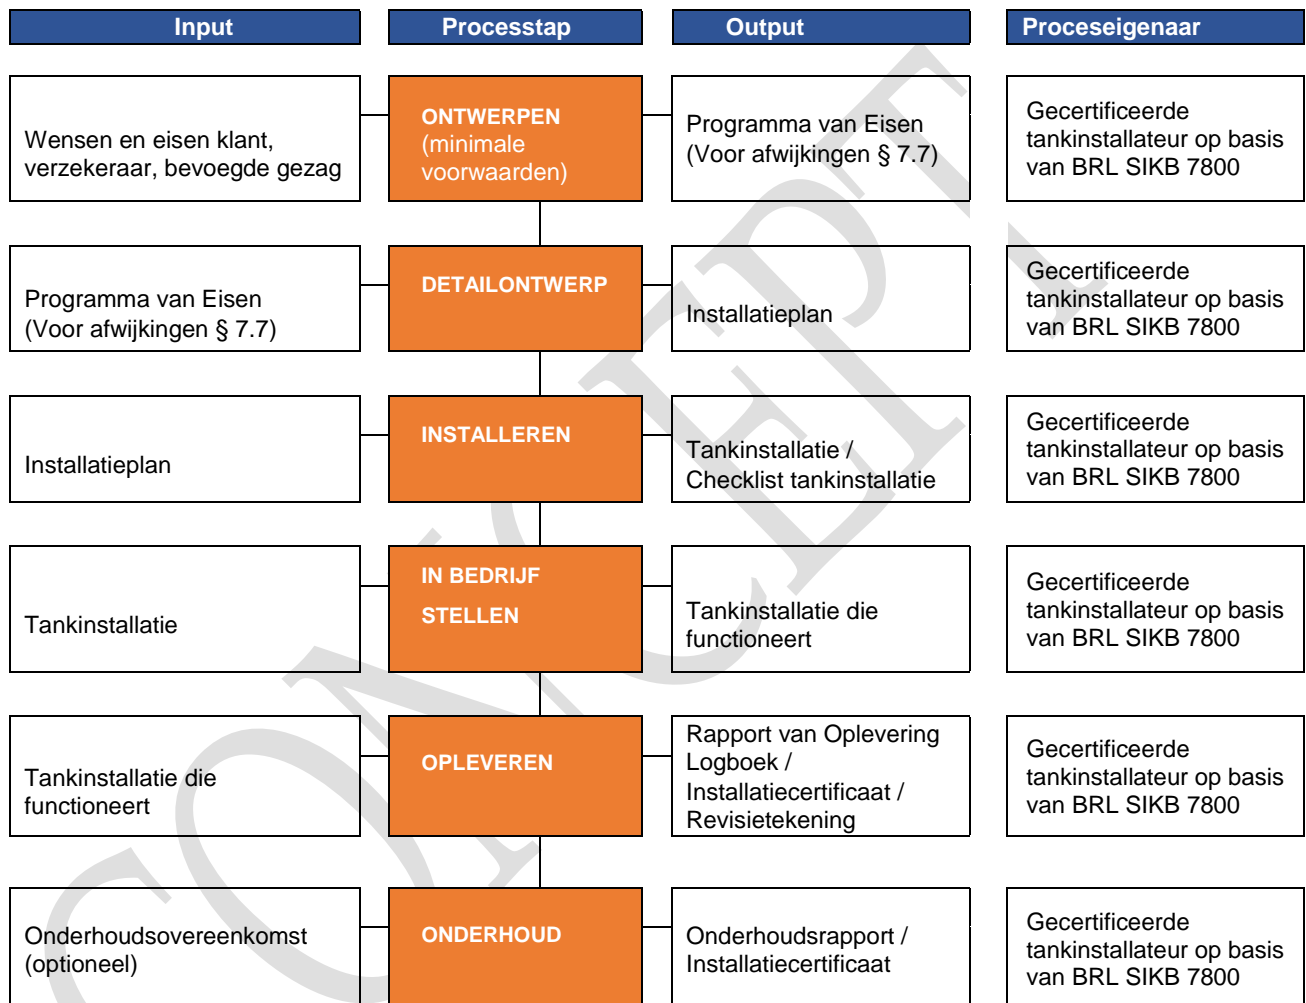 Input
Processtap
Output
Proceseigenaar
Wensen en eisen klant,
verzekeraar, bevoegde gezag
ONTWERPEN
(minimale
voorwaarden)
Programma van Eisen
(Voor afwijkingen § 7.7)
Gecertificeerde
tankinstallateur op basis
van BRL SIKB 7800
Programma van Eisen
(Voor afwijkingen § 7.7)
DETAILONTWERP
Installatieplan
Gecertificeerde
tankinstallateur op basis
van BRL SIKB 7800
Installatieplan
INSTALLEREN
Tankinstallatie /
Checklist tankinstallatie
Gecertificeerde
tankinstallateur op basis
van BRL SIKB 7800
Tankinstallatie
IN BEDRIJF
STELLEN
Tankinstallatie die
functioneert
Gecertificeerde
tankinstallateur op basis
van BRL SIKB 7800
Tankinstallatie die
functioneert
OPLEVEREN
Rapport van Oplevering
Logboek /
Installatiecertificaat /
Revisietekening
Gecertificeerde
tankinstallateur op basis
van BRL SIKB 7800
Onderhoudsovereenkomst
(optioneel)
ONDERHOUD
Onderhoudsrapport /
Installatiecertificaat
Gecertificeerde
tankinstallateur op basis
van BRL SIKB 7800
CONCEPT